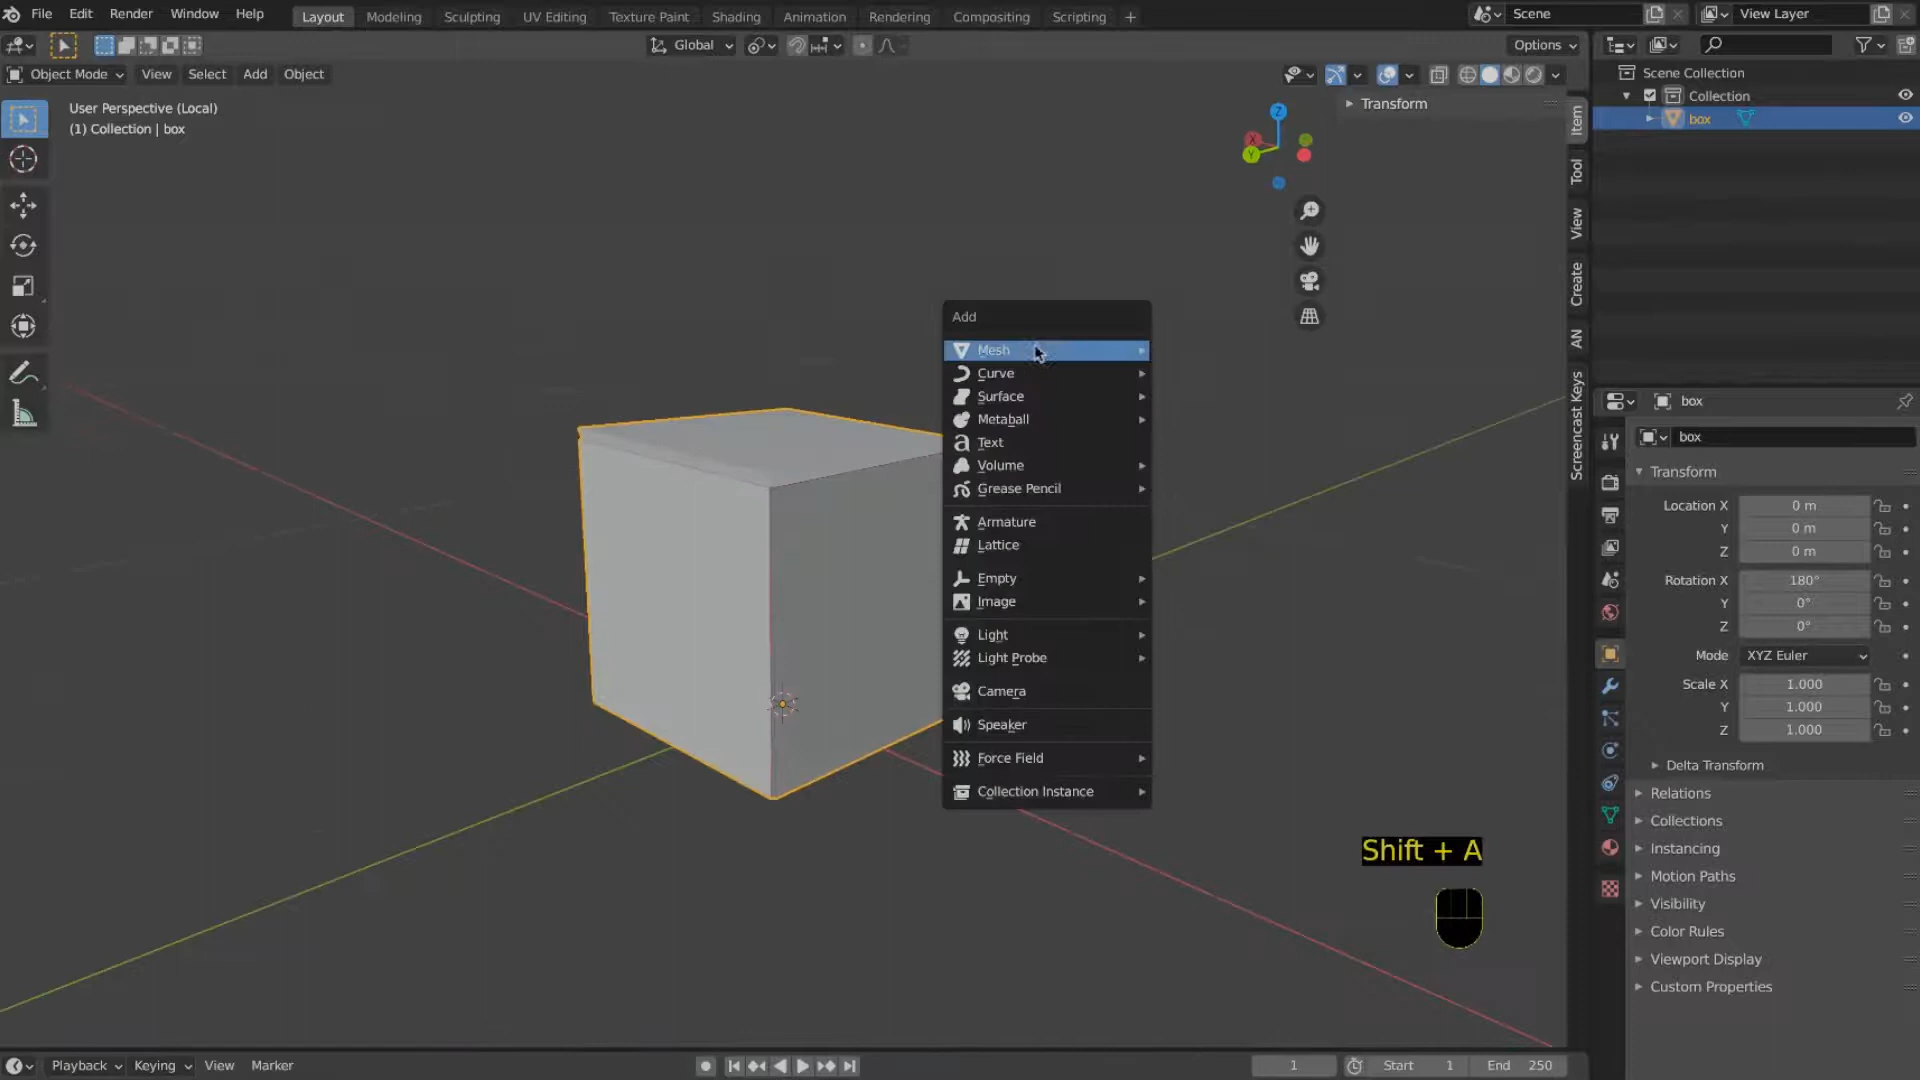 File Edit Render Window Help Layout Modeling Sculpting UV Editing Texture Paint Shading Animation Rendering Compositing Scripting + Scene View Layer
Global Options
Object Mode View Select Add Object
User Perspective (Local)
(1) Collection | box
Transform
Z
X
Y
Item
Tool
View
Create
AN
Screencast Keys
Scene Collection
Collection
box
Add
Mesh
Curve
Surface
Metaball
Text
Volume
Grease Pencil
Armature
Lattice
Empty
Image
Light
Light Probe
Camera
Speaker
Force Field
Collection Instance
Shift + A
box
box
Transform
Location X 0 m
Y 0 m
Z 0 m
Rotation X 180°
Y 0°
Z 0°
Mode XYZ Euler
Scale X 1.000
Y 1.000
Z 1.000
Delta Transform
Relations
Collections
Instancing
Motion Paths
Visibility
Color Rules
Viewport Display
Custom Properties
Playback Keying View Marker 1 Start 1 End 250